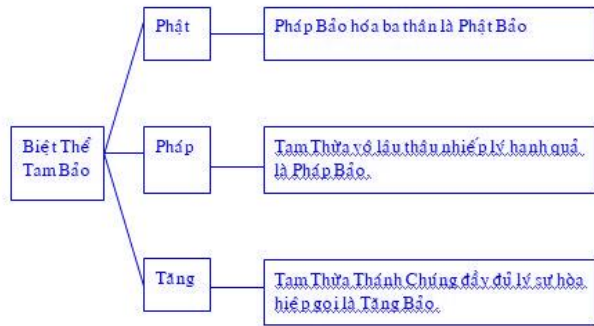 Phật
Pháp Bảo hóa ba thân là Phật Bảo
Biệt Thể
Tam Bảo
Pháp
Tam Thừa vô lậu thâu nhiếp lý hạnh quả
là Pháp Bảo.
Tăng
Tam Thừa Thánh Chúng đầy đủ lý sự hòa
hiệp gọi là Tăng Bảo.